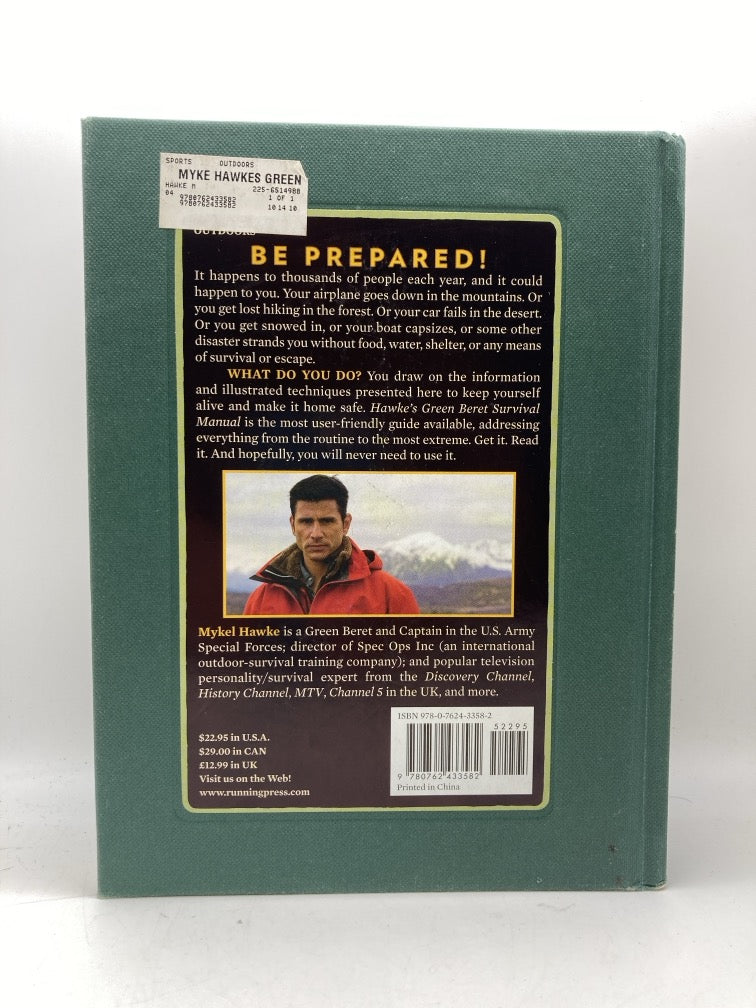 SPORTS OUTDOORS
MYKE HAWKES GREEN
HAWKE M 225-6514988
04 9780762433582 1 OF 1
9780762433582 10 14 10
OUTDOORS
BE PREPARED!
It happens to thousands of people each year, and it could
happen to you. Your airplane goes down in the mountains. Or
you get lost hiking in the forest. Or your car fails in the desert.
Or you get snowed in, or your boat capsizes, or some other
disaster strands you without food, water, shelter, or any means
of survival or escape.
WHAT DO YOU DO? You draw on the information
and illustrated techniques presented here to keep yourself
alive and make it home safe. Hawke's Green Beret Survival
Manual is the most user-friendly guide available, addressing
everything from the routine to the most extreme. Get it. Read
it. And hopefully, you will never need to use it.
Mykel Hawke is a Green Beret and Captain in the U.S. Army
Special Forces; director of Spec Ops Inc (an international
outdoor-survival training company); and popular television
personality/survival expert from the Discovery Channel,
History Channel, MTV, Channel 5 in the UK, and more.
$22.95 in U.S.A.
$29.00 in CAN
£12.99 in UK
Visit us on the Web!
www.runningpress.com
ISBN 978-0-7624-3358-2
52295
9 780762 433582
Printed in China